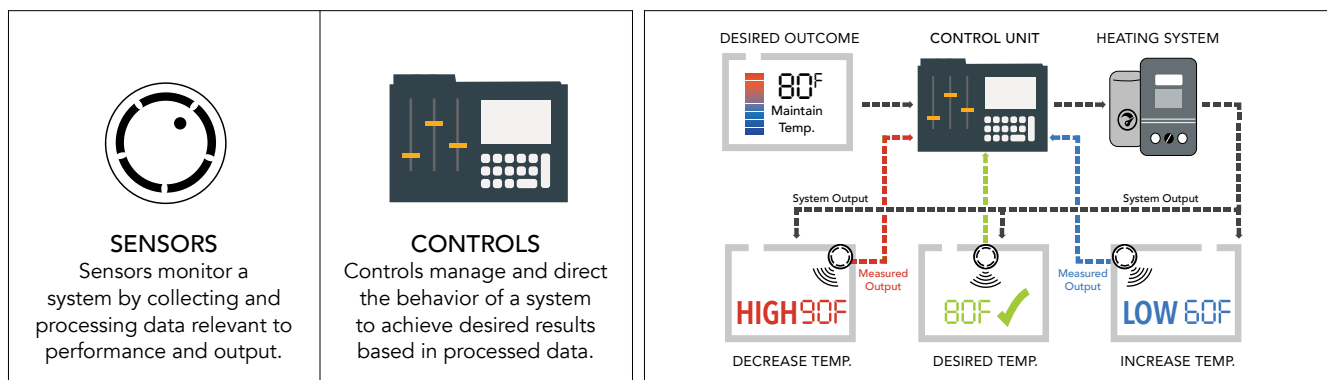 SENSORS
Sensors monitor a
system by collecting and
processing data relevant to
performance and output.
CONTROLS
Controls manage and direct
the behavior of a system
to achieve desired results
based in processed data.
DESIRED OUTCOME
CONTROL UNIT
HEATING SYSTEM
80F
Maintain
Temp.
System Output
System Output
Measured
Output
Measured
Output
HIGH 90F
80F
LOW 60F
DECREASE TEMP.
DESIRED TEMP.
INCREASE TEMP.